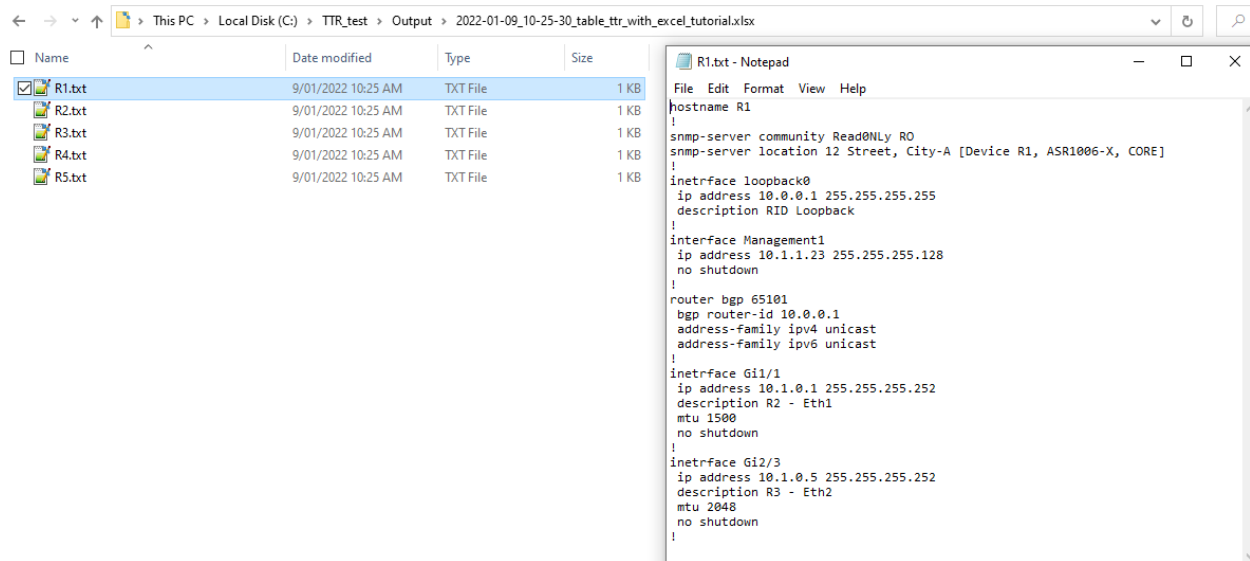 This PC > Local Disk (C:) > TTR_test > Output > 2022-01-09_10-25-30_table_ttr_with_excel_tutorial.xlsx
Name Date modified Type Size
R1.txt 9/01/2022 10:25 AM TXT File 1 KB
R2.txt 9/01/2022 10:25 AM TXT File 1 KB
R3.txt 9/01/2022 10:25 AM TXT File 1 KB
R4.txt 9/01/2022 10:25 AM TXT File 1 KB
R5.txt 9/01/2022 10:25 AM TXT File 1 KB
R1.txt - Notepad
File Edit Format View Help
hostname R1
!
snmp-server community Read0NLy RO
snmp-server location 12 Street, City-A [Device R1, ASR1006-X, CORE]
!
inetrface loopback0
 ip address 10.0.0.1 255.255.255.255
 description RID Loopback
!
interface Management1
 ip address 10.1.1.23 255.255.255.128
 no shutdown
!
router bgp 65101
 bgp router-id 10.0.0.1
 address-family ipv4 unicast
 address-family ipv6 unicast
!
inetrface Gi1/1
 ip address 10.1.0.1 255.255.255.252
 description R2 - Eth1
 mtu 1500
 no shutdown
!
inetrface Gi2/3
 ip address 10.1.0.5 255.255.255.252
 description R3 - Eth2
 mtu 2048
 no shutdown
!